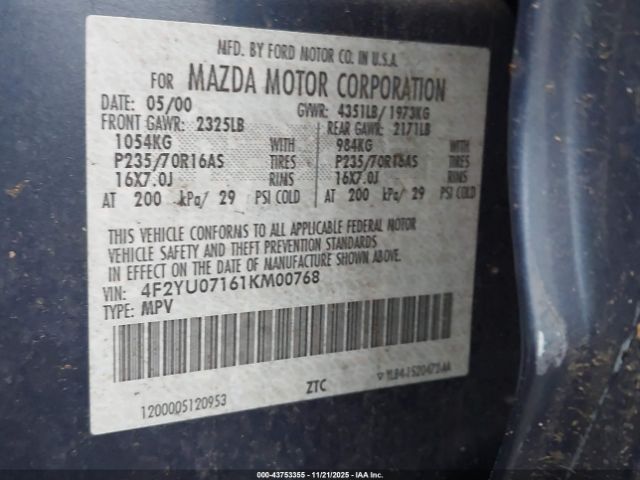 MFD. BY FORD MOTOR CO. IN U.S.A.
FOR MAZDA MOTOR CORPORATION
DATE: 05/00 GVWR: 4351LB/ 1973KG
FRONT GAWR: 2325LB REAR GAWR: 2171LB
1054KG WITH 984KG WITH
P235/70R16AS TIRES P235/70R16AS TIRES
16X7.0J RIMS 16X7.0J RIMS
AT 200 kPa/ 29 PSI COLD AT 200 kPa/ 29 PSI COLD
THIS VEHICLE CONFORMS TO ALL APPLICABLE FEDERAL MOTOR
VEHICLE SAFETY AND THEFT PREVENTION STANDARDS
IN EFFECT ON THE DATE OF MANUFACTURE SHOWN ABOVE.
VIN: 4F2YU07161KM00768
TYPE: MPV
1200005120953 ZTC
00-43753355 - 11/21/2025 - IAA Inc.